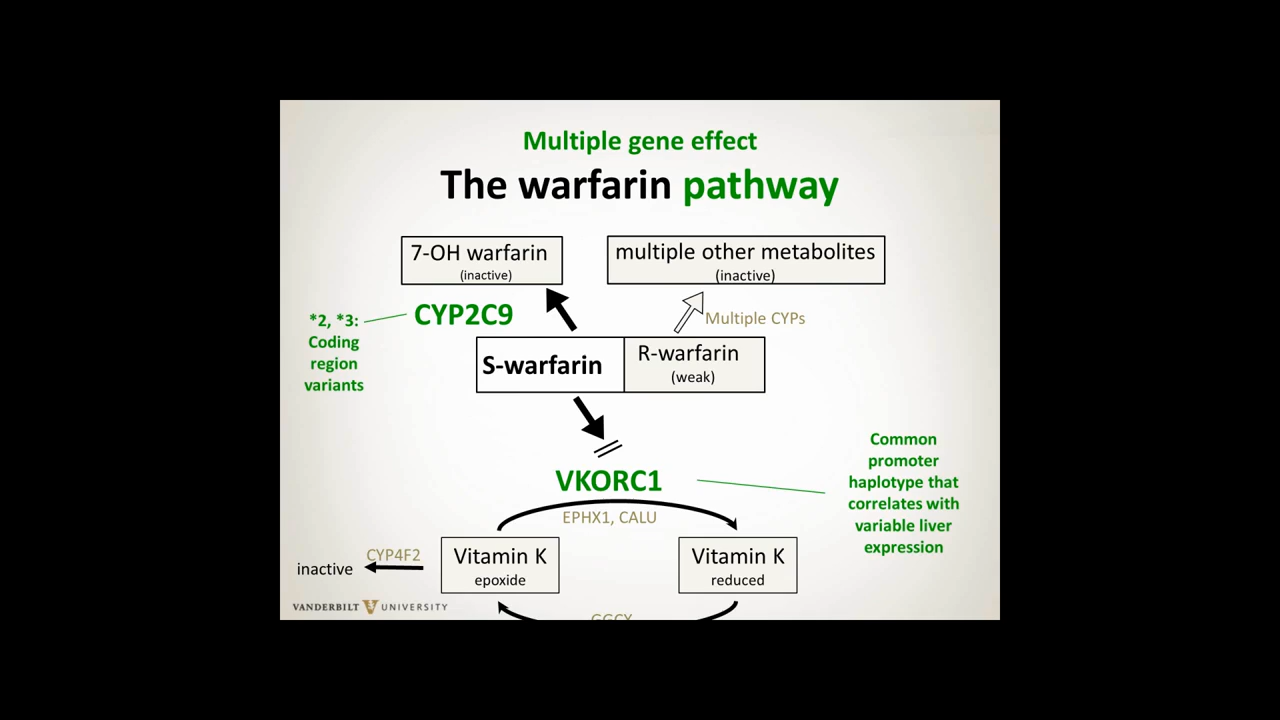 Multiple gene effect
The warfarin pathway
7-OH warfarin
(inactive)
multiple other metabolites
(inactive)
CYP2C9
*2, *3:
Coding
region
variants
Multiple CYPs
S-warfarin
R-warfarin
(weak)
VKORC1
Common
promoter
haplotype that
correlates with
variable liver
expression
EPHX1, CALU
Vitamin K
epoxide
Vitamin K
reduced
CYP4F2
inactive
VANDERBILT UNIVERSITY